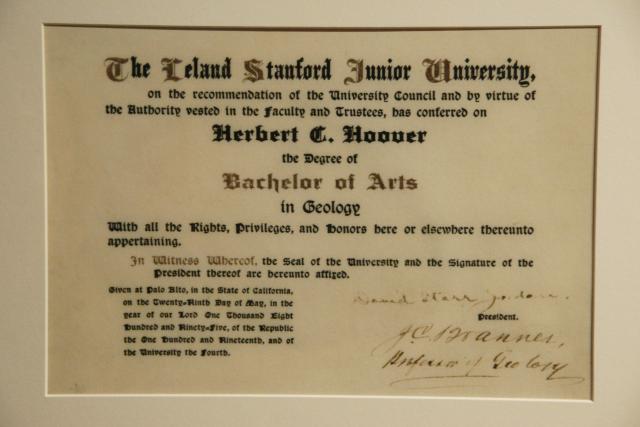 The Leland Stanford Junior University,
on the recommendation of the University Council and by virtue of
the Authority vested in the Faculty and Trustees, has conferred on
Herbert C. Hoover
the Degree of
Bachelor of Arts
in Geology
With all the Rights, Privileges, and Honors here or elsewhere thereunto
appertaining.
In Witness Whereof, the Seal of the University and the Signature of the
President thereof are hereunto affixed.
Given at Palo Alto, in the State of California,
on the Twenty-Ninth Day of May, in the
year of our Lord One Thousand Eight
Hundred and Ninety-Five, of the Republic
the One Hundred and Nineteenth, and of
the University the Fourth.
David Starr Jordan.
President.
J C Branner,
Professor of Geology